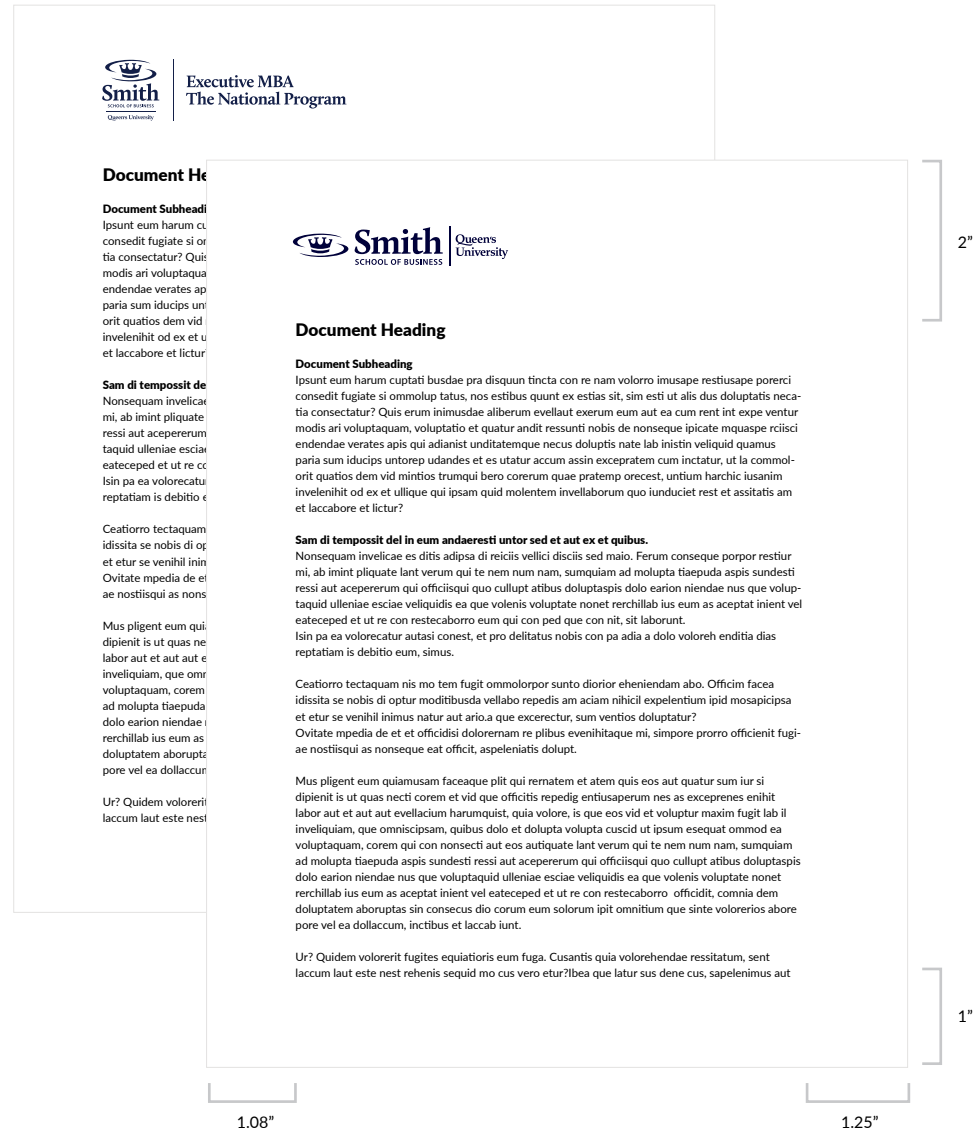 Smith
SCHOOL OF BUSINESS
Queen's University
Executive MBA
The National Program
Document He
Document Subheadi
Ipsunt eum harum cu
consedit fugiate si or
tia consectatur? Quis
modis ari voluptaqua
endendae verates ap
paria sum iducips unt
orit quatios dem vid
invelenihit od ex et u
et laccabore et lictur
Sam di tempossit de
Nonsequam invelicae
mi, ab imint pliquate
ressi aut acepererum
taquid ulleniae esciae
eateceped et ut re co
Isin pa ea volorecatur
reptatiam is debitio e
Ceatiorro tectaquam
idissita se nobis di op
et etur se venihil inim
Ovitate mpedia de et
ae nostiisqui as nons
Mus pligent eum qui
dipienit is ut quas ne
labor aut et aut aut e
inveliquiam, que omn
voluptaquam, corem
ad molupta tiaepuda
dolo earion niendae
rerchillab ius eum as
doluptatem aborupta
pore vel ea dollaccum
Ur? Quidem volorerit
laccum laut este nest
Smith
SCHOOL OF BUSINESS
Queen's
University
Document Heading
Document Subheading
Ipsunt eum harum cuptati busdae pra disquun tincta con re nam volorro imusape restiusape porerci
consedit fugiate si ommolup tatus, nos estibus quunt ex estias sit, sim esti ut alis dus doluptatis neca-
tia consectatur? Quis erum inimusdae aliberum evellaut exerum eum aut ea cum rent int expe ventur
modis ari voluptaquam, voluptatio et quatur andit ressunti nobis de nonseque ipicate mquaspe rciisci
endendae verates apis qui adianist unditatemque necus doluptis nate lab inistin veliquid quamus
paria sum iducips untorep udandes et es utatur accum assin excepratem cum inctatur, ut la commol-
orit quatios dem vid mintios trumqui bero corerum quae pratemp orecest, untium harchic iusanim
invelenihit od ex et ullique qui ipsam quid molentem invellaborum quo iunduciet rest et assitatis am
et laccabore et lictur?
Sam di tempossit del in eum andaeresti untor sed et aut ex et quibus.
Nonsequam invelicae es ditis adipsa di reiciis vellici disciis sed maio. Ferum conseque porpor restiur
mi, ab imint pliquate lant verum qui te nem num nam, sumquiam ad molupta tiaepuda aspis sundesti
ressi aut acepererum qui officiisqui quo cullupt atibus doluptaspis dolo earion niendae nus que volup-
taquid ulleniae esciae veliquidis ea que volenis voluptate nonet rerchillab ius eum as aceptat inient vel
eateceped et ut re con restecaborro eum qui con ped que con nit, sit laborunt.
Isin pa ea volorecatur autasi conest, et pro delitatus nobis con pa adia a dolo voloreh enditia dias
reptatiam is debitio eum, simus.
Ceatiorro tectaquam nis mo tem fugit ommolorpor sunto diorior eheniendam abo. Officim facea
idissita se nobis di optur moditibusda vellabo repedis am aciam nihicil expelentium ipid mosapicipsa
et etur se venihil inimus natur aut ario.a que excerectur, sum ventios doluptatur?
Ovitate mpedia de et et officidisi dolorernam re plibus evenihitaque mi, simpore prorro officienit fugi-
ae nostiisqui as nonseque eat officit, aspeleniatis dolupt.
Mus pligent eum quiamusam faceaque plit qui rernatem et atem quis eos aut quatur sum iur si
dipienit is ut quas necti corem et vid que officitis repedig entiusaperum nes as exceprenes enihit
labor aut et aut aut evellacium harumquist, quia volore, is que eos vid et voluptur maxim fugit lab il
inveliquiam, que omniscipsam, quibus dolo et dolupta volupta cuscid ut ipsum esequat ommod ea
voluptaquam, corem qui con nonsecti aut eos autiquate lant verum qui te nem num nam, sumquiam
ad molupta tiaepuda aspis sundesti ressi aut acepererum qui officiisqui quo cullupt atibus doluptaspis
dolo earion niendae nus que voluptaquid ulleniae esciae veliquidis ea que volenis voluptate nonet
rerchillab ius eum as aceptat inient vel eateceped et ut re con restecaborro officidit, comnia dem
doluptatem aboruptas sin consecus dio corum eum solorum ipit omnitium que sinte volorerios abore
pore vel ea dollaccum, inctibus et laccab iunt.
Ur? Quidem volorerit fugites equiatioris eum fuga. Cusantis quia volorehendae ressitatum, sent
laccum laut este nest rehenis sequid mo cus vero etur?Ibea que latur sus dene cus, sapelenimus aut
2”
1”
1.08”
1.25”